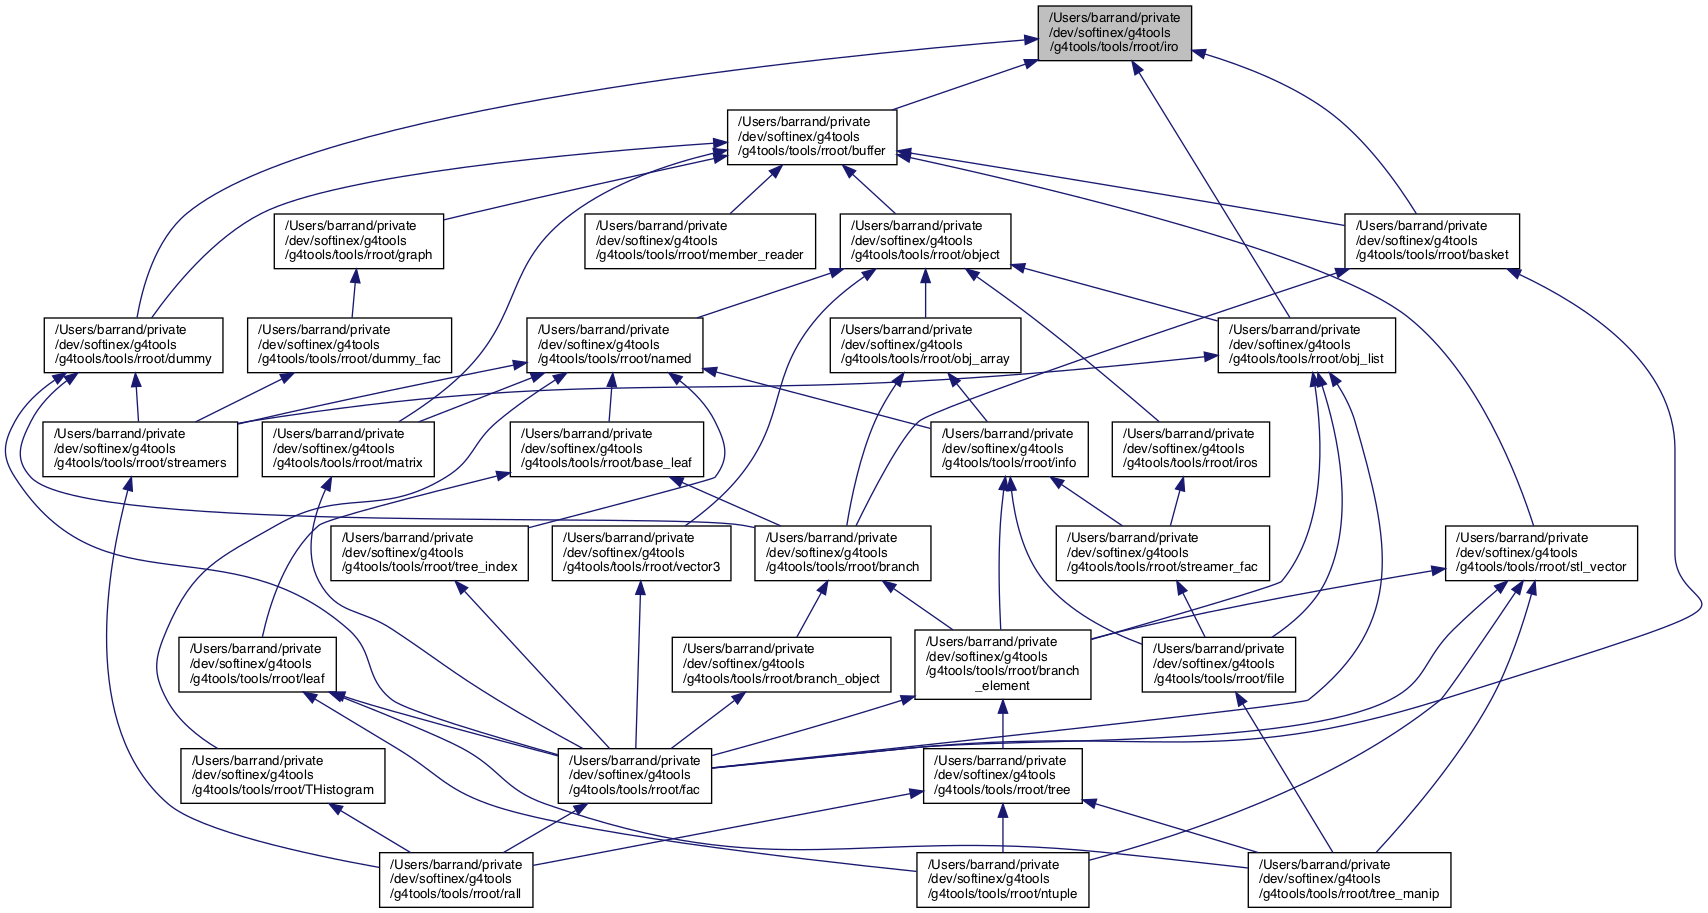 /Users/barrand/private
/dev/softinex/g4tools
/g4tools/tools/rroot/iro
/Users/barrand/private
/dev/softinex/g4tools
/g4tools/tools/rroot/buffer
/Users/barrand/private
/dev/softinex/g4tools
/g4tools/tools/rroot/graph
/Users/barrand/private
/dev/softinex/g4tools
/g4tools/tools/rroot/member_reader
/Users/barrand/private
/dev/softinex/g4tools
/g4tools/tools/rroot/object
/Users/barrand/private
/dev/softinex/g4tools
/g4tools/tools/rroot/basket
/Users/barrand/private
/dev/softinex/g4tools
/g4tools/tools/rroot/dummy
/Users/barrand/private
/dev/softinex/g4tools
/g4tools/tools/rroot/dummy_fac
/Users/barrand/private
/dev/softinex/g4tools
/g4tools/tools/rroot/named
/Users/barrand/private
/dev/softinex/g4tools
/g4tools/tools/rroot/obj_array
/Users/barrand/private
/dev/softinex/g4tools
/g4tools/tools/rroot/obj_list
/Users/barrand/private
/dev/softinex/g4tools
/g4tools/tools/rroot/streamers
/Users/barrand/private
/dev/softinex/g4tools
/g4tools/tools/rroot/matrix
/Users/barrand/private
/dev/softinex/g4tools
/g4tools/tools/rroot/base_leaf
/Users/barrand/private
/dev/softinex/g4tools
/g4tools/tools/rroot/info
/Users/barrand/private
/dev/softinex/g4tools
/g4tools/tools/rroot/iros
/Users/barrand/private
/dev/softinex/g4tools
/g4tools/tools/rroot/tree_index
/Users/barrand/private
/dev/softinex/g4tools
/g4tools/tools/rroot/vector3
/Users/barrand/private
/dev/softinex/g4tools
/g4tools/tools/rroot/branch
/Users/barrand/private
/dev/softinex/g4tools
/g4tools/tools/rroot/streamer_fac
/Users/barrand/private
/dev/softinex/g4tools
/g4tools/tools/rroot/stl_vector
/Users/barrand/private
/dev/softinex/g4tools
/g4tools/tools/rroot/leaf
/Users/barrand/private
/dev/softinex/g4tools
/g4tools/tools/rroot/branch_object
/Users/barrand/private
/dev/softinex/g4tools
/g4tools/tools/rroot/branch
_element
/Users/barrand/private
/dev/softinex/g4tools
/g4tools/tools/rroot/file
/Users/barrand/private
/dev/softinex/g4tools
/g4tools/tools/rroot/THistogram
/Users/barrand/private
/dev/softinex/g4tools
/g4tools/tools/rroot/fac
/Users/barrand/private
/dev/softinex/g4tools
/g4tools/tools/rroot/tree
/Users/barrand/private
/dev/softinex/g4tools
/g4tools/tools/rroot/rall
/Users/barrand/private
/dev/softinex/g4tools
/g4tools/tools/rroot/ntuple
/Users/barrand/private
/dev/softinex/g4tools
/g4tools/tools/rroot/tree_manip